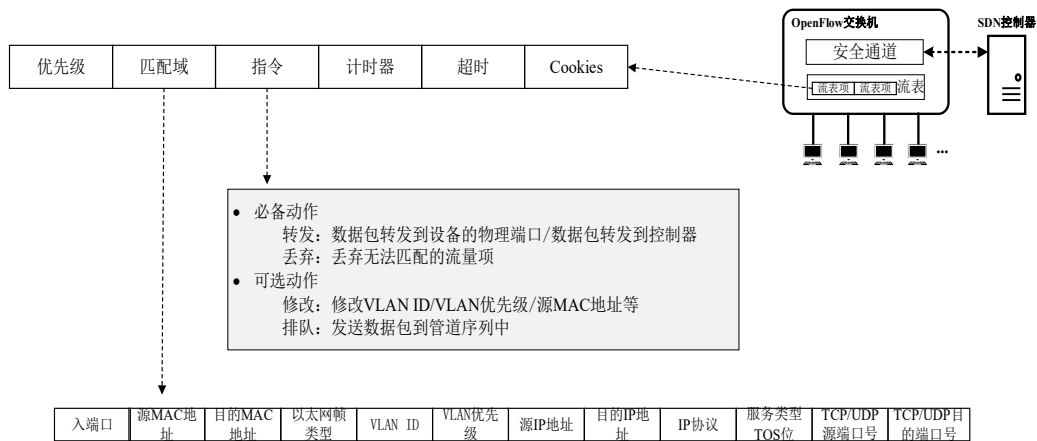 OpenFlow交换机
SDN控制器
安全通道
流表项 流表项 流表
优先级 匹配域 指令 计时器 超时 Cookies
...
● 必备动作
转发：数据包转发到设备的物理端口/数据包转发到控制器
丢弃：丢弃无法匹配的流量项
● 可选动作
修改：修改VLAN ID/VLAN优先级/源MAC地址等
排队：发送数据包到管道序列中
入端口
源MAC地
址
目的MAC
地址
以太网帧
类型
VLAN ID
VLAN优先
级
源IP地址
目的IP地
址
IP协议
服务类型
TOS位
TCP/UDP
源端口号
TCP/UDP目
的端口号